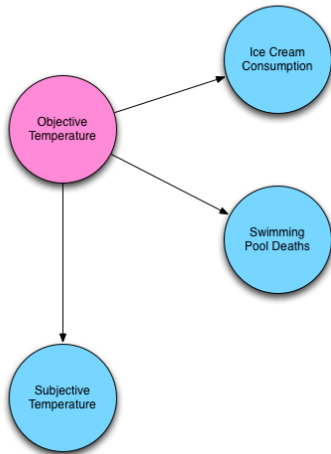 Ice Cream
Consumption
Objective
Temperature
Swimming
Pool Deaths
Subjective
Temperature